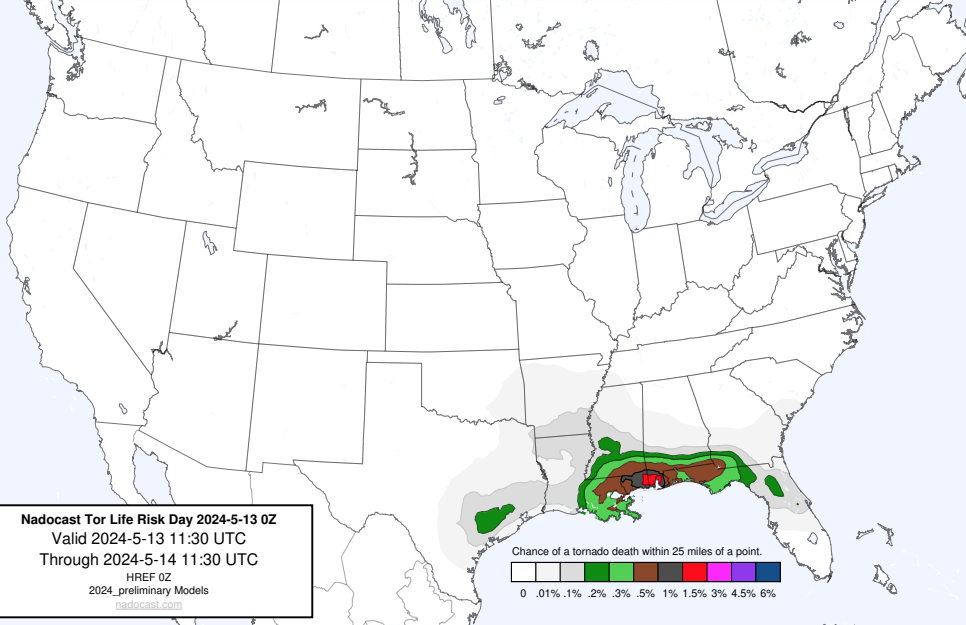 Nadocast Tor Life Risk Day 2024-5-13 0Z
Valid 2024-5-13 11:30 UTC
Through 2024-5-14 11:30 UTC
HREF 0Z
2024_preliminary Models
nadocast.com
Chance of a tornado death within 25 miles of a point.
0 .01% .1% .2% .3% .5% 1% 1.5% 3% 4.5% 6%